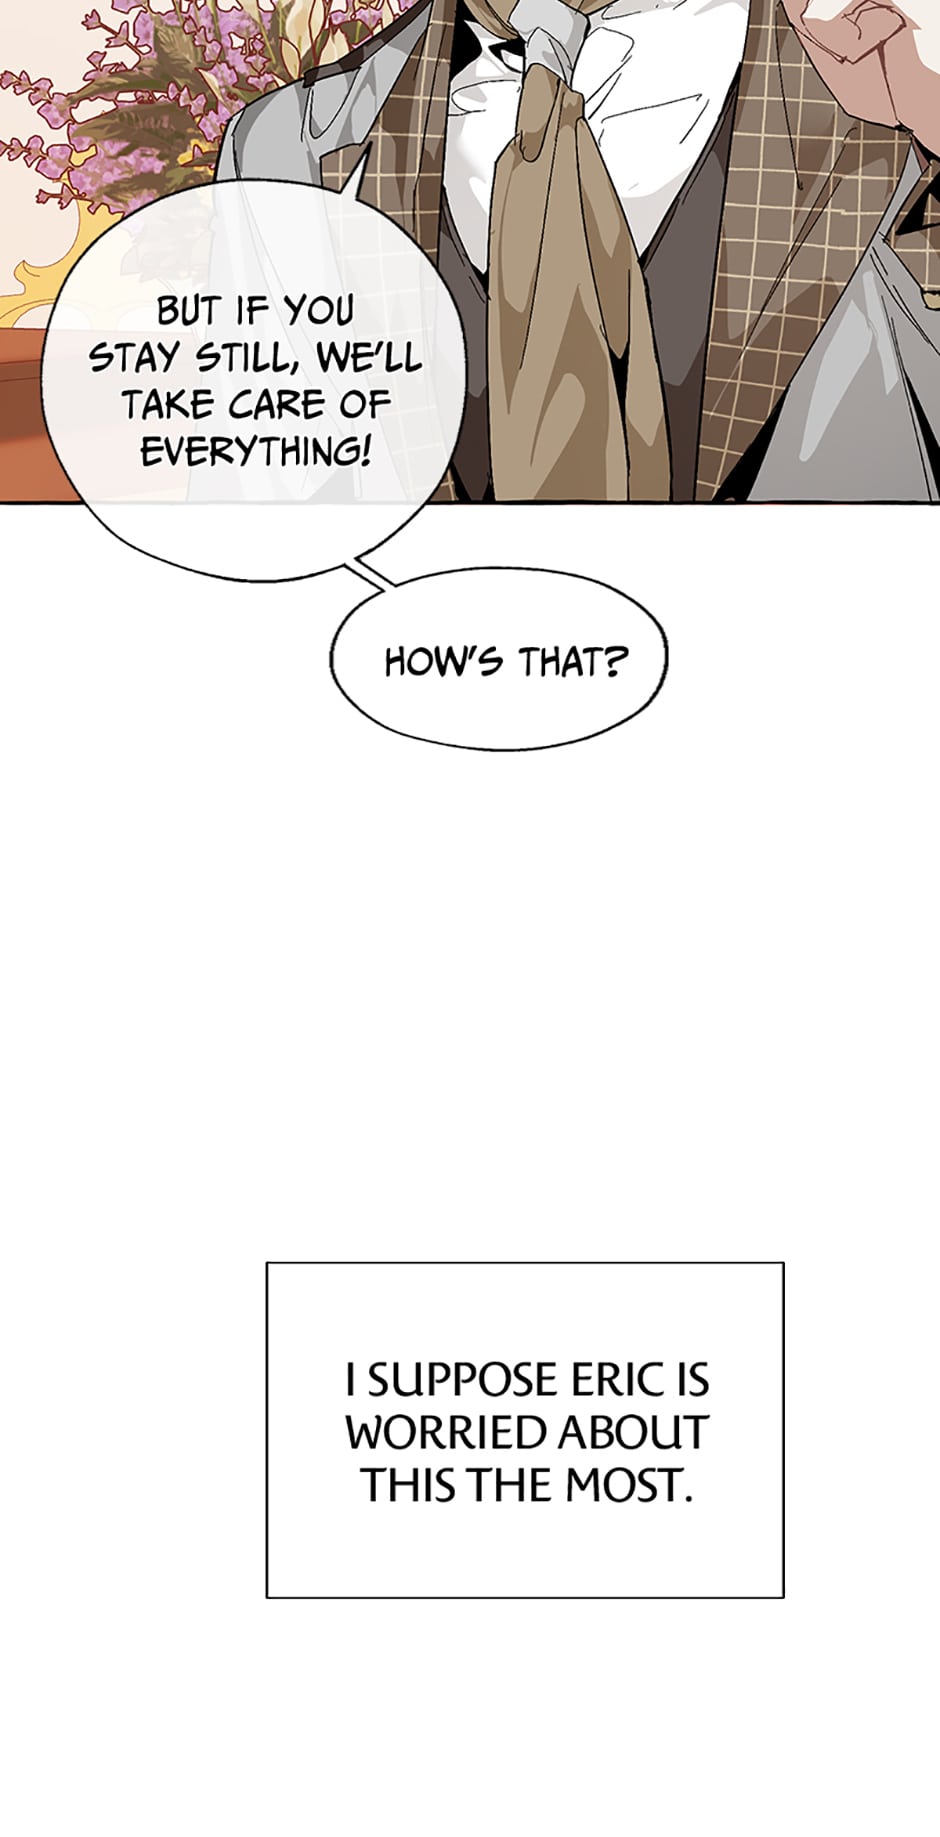 BUT IF YOU
STAY STILL, WE'LL
TAKE CARE OF
EVERYTHING!
HOW'S THAT?
I SUPPOSE ERIC IS
WORRIED ABOUT
THIS THE MOST.